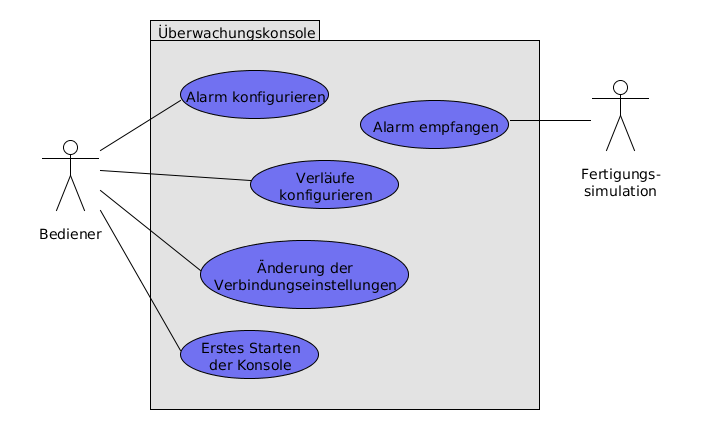 Überwachungskonsole
Alarm konfigurieren
Alarm empfangen
Verläufe
konfigurieren
Fertigungs-
simulation
Bediener
Änderung der
Verbindungseinstellungen
Erstes Starten
der Konsole